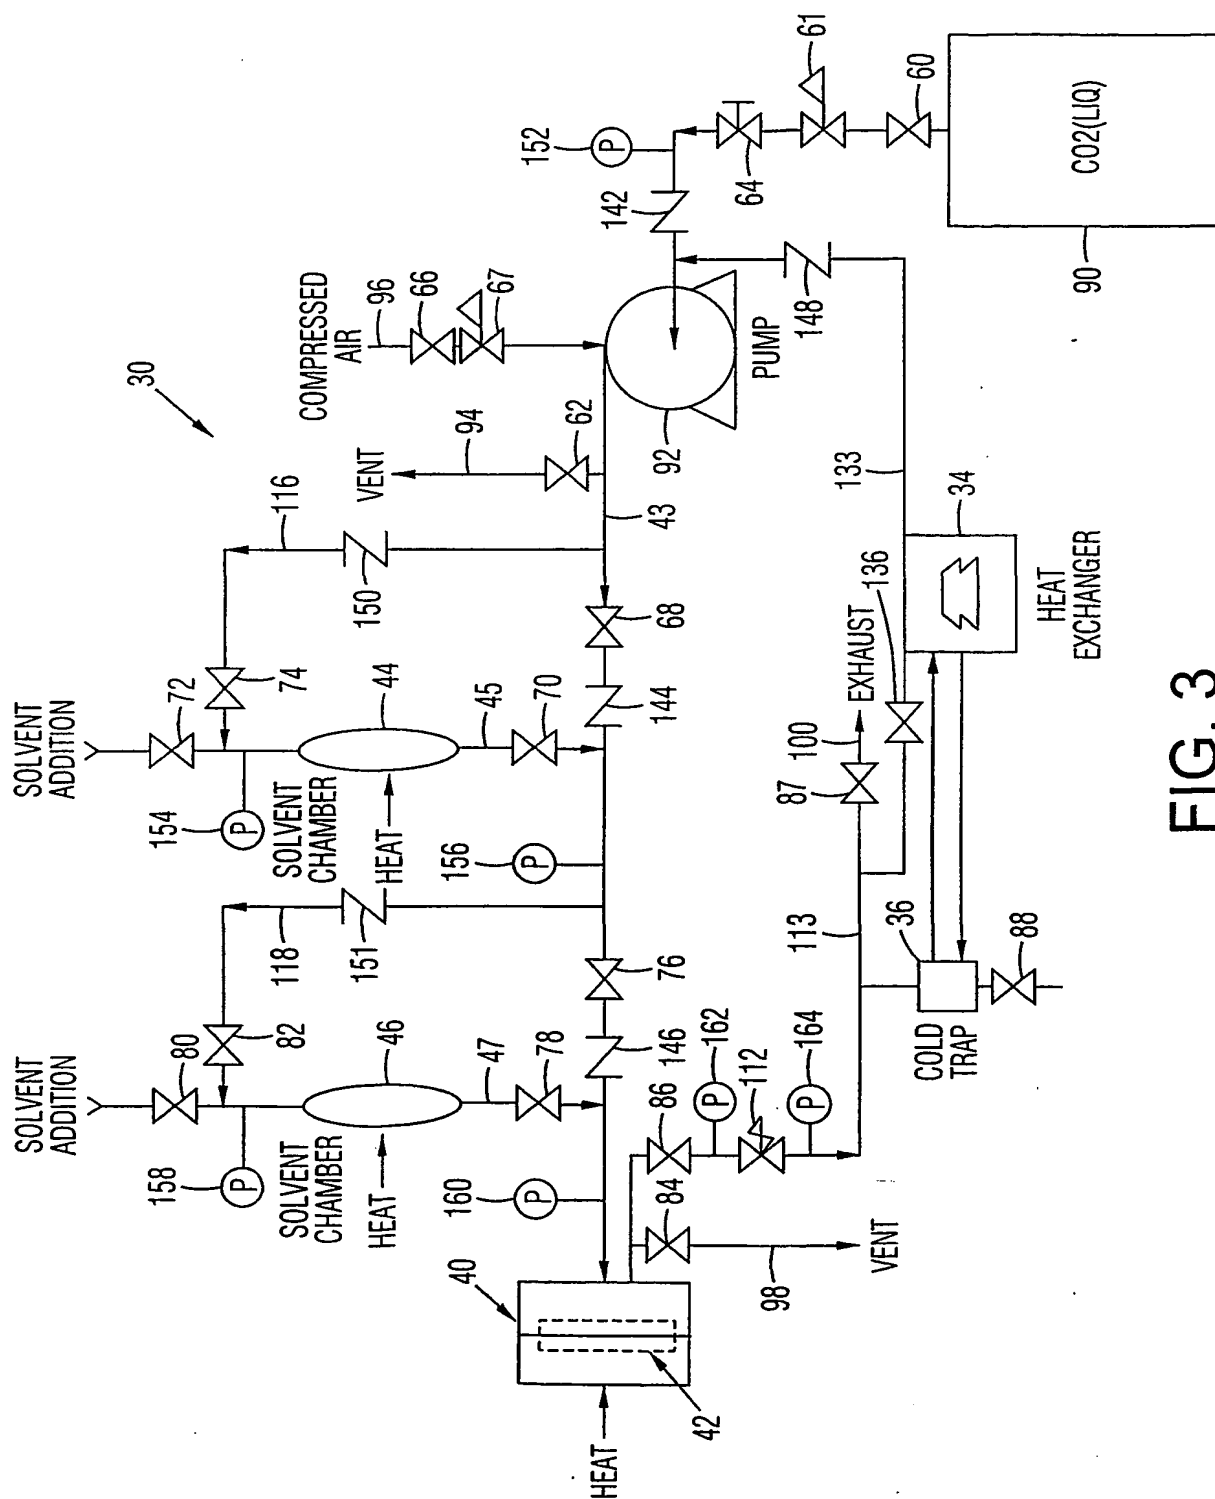 SOLVENT
ADDITION
SOLVENT
ADDITION
30
158
80
154
72
82
118
74
116
SOLVENT
CHAMBER
SOLVENT
CHAMBER
COMPRESSED
AIR
HEAT
46
151
HEAT
44
150
VENT
96
66
40
160
156
94
47
45
67
78
70
62
152
HEAT
146
76
144
68
43
92
142
42
84
86
162
112
PUMP
64
61
98
164
87
100
148
VENT
113
EXHAUST
133
136
60
36
34
COLD
TRAP
88
HEAT
EXCHANGER
90
CO2(LIQ)
FIG. 3